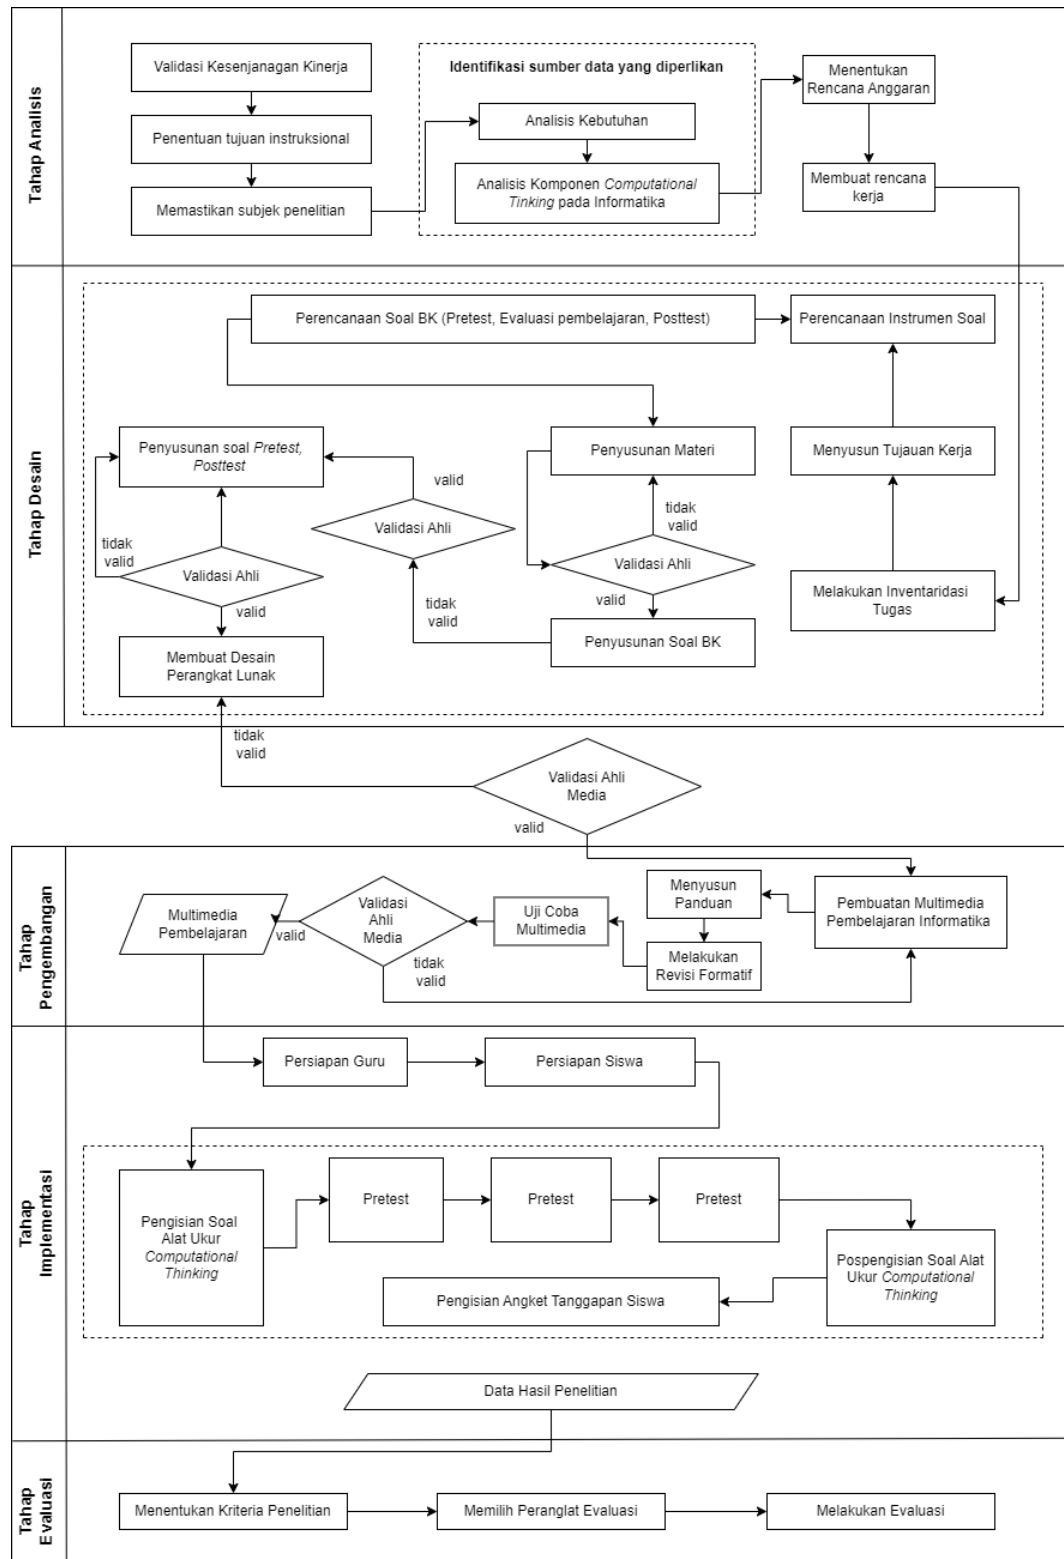 Tahap Analisis
Validasi Kesenjanagan Kinerja
Penentuan tujuan instruksional
Memastikan subjek penelitian
Identifikasi sumber data yang diperlikan
Analisis Kebutuhan
Analisis Komponen Computational
Tinking pada Informatika
Menentukan
Rencana Anggaran
Membuat rencana
kerja
Tahap Desain
Perencanaan Soal BK (Pretest, Evaluasi pembelajaran, Posttest)
Perencanaan Instrumen Soal
Penyusunan soal Pretest,
Posttest
valid
Penyusunan Materi
Menyusun Tujauan Kerja
Validasi Ahli
tidak
valid
tidak
valid
Validasi Ahli
valid
Validasi Ahli
valid
Melakukan Inventaridasi
Tugas
tidak
valid
Penyusunan Soal BK
Membuat Desain
Perangkat Lunak
tidak
valid
Validasi Ahli
Media
valid
Tahap
Pengembangan
Multimedia
Pembelajaran
valid
Validasi
Ahli
Media
tidak
valid
Uji Coba
Multimedia
Menyusun
Panduan
Melakukan
Revisi Formatif
Pembuatan Multimedia
Pembelajaran Informatika
Tahap
Implementasi
Persiapan Guru
Persiapan Siswa
Pengisian Soal
Alat Ukur
Computational
Thinking
Pretest
Pretest
Pretest
Pospengisian Soal Alat
Ukur Computational
Thinking
Pengisian Angket Tanggapan Siswa
Data Hasil Penelitian
Tahap
Evaluasi
Menentukan Kriteria Penelitian
Memilih Peranglat Evaluasi
Melakukan Evaluasi